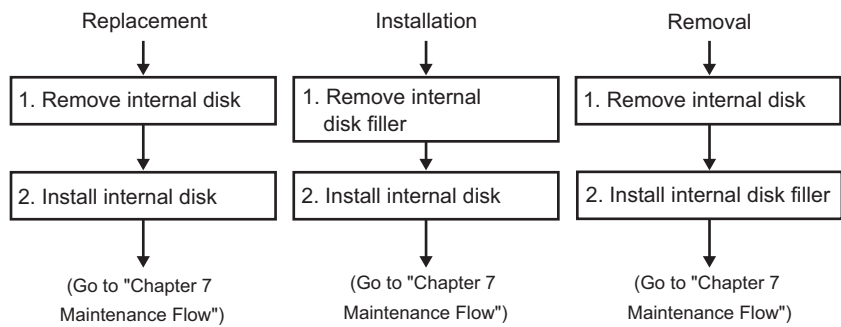 Replacement
1. Remove internal disk
2. Install internal disk
(Go to "Chapter 7
Maintenance Flow")
Installation
1. Remove internal
disk filler
2. Install internal disk
(Go to "Chapter 7
Maintenance Flow")
Removal
1. Remove internal disk
2. Install internal disk filler
(Go to "Chapter 7
Maintenance Flow")